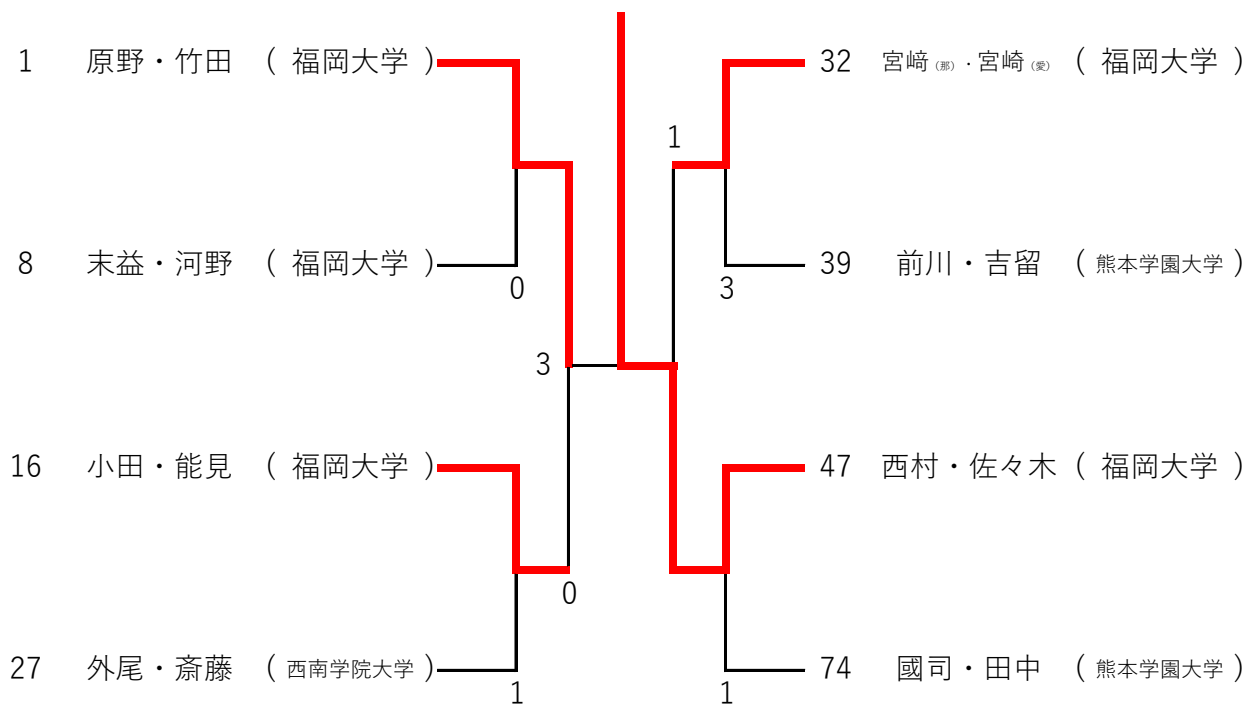 1 原野・竹田 ( 福岡大学 )
32 宮﨑 (那) ・宮崎 (愛) ( 福岡大学 )
1
8 末益・河野 ( 福岡大学 )
39 前川・吉留 ( 熊本学園大学 )
0
3
3
16 小田・能見 ( 福岡大学 )
47 西村・佐々木 ( 福岡大学 )
0
27 外尾・斎藤 ( 西南学院大学 )
74 國司・田中 ( 熊本学園大学 )
1
1